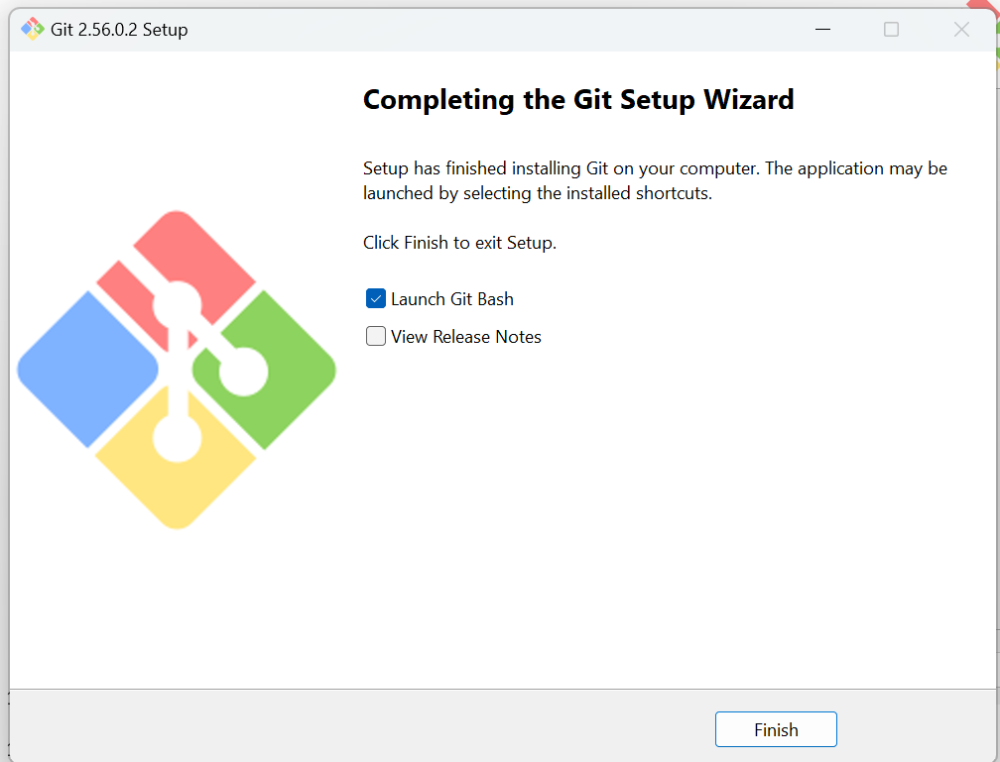 Git 2.56.0.2 Setup
Completing the Git Setup Wizard
Setup has finished installing Git on your computer. The application may be
launched by selecting the installed shortcuts.
Click Finish to exit Setup.
Launch Git Bash
View Release Notes
Finish